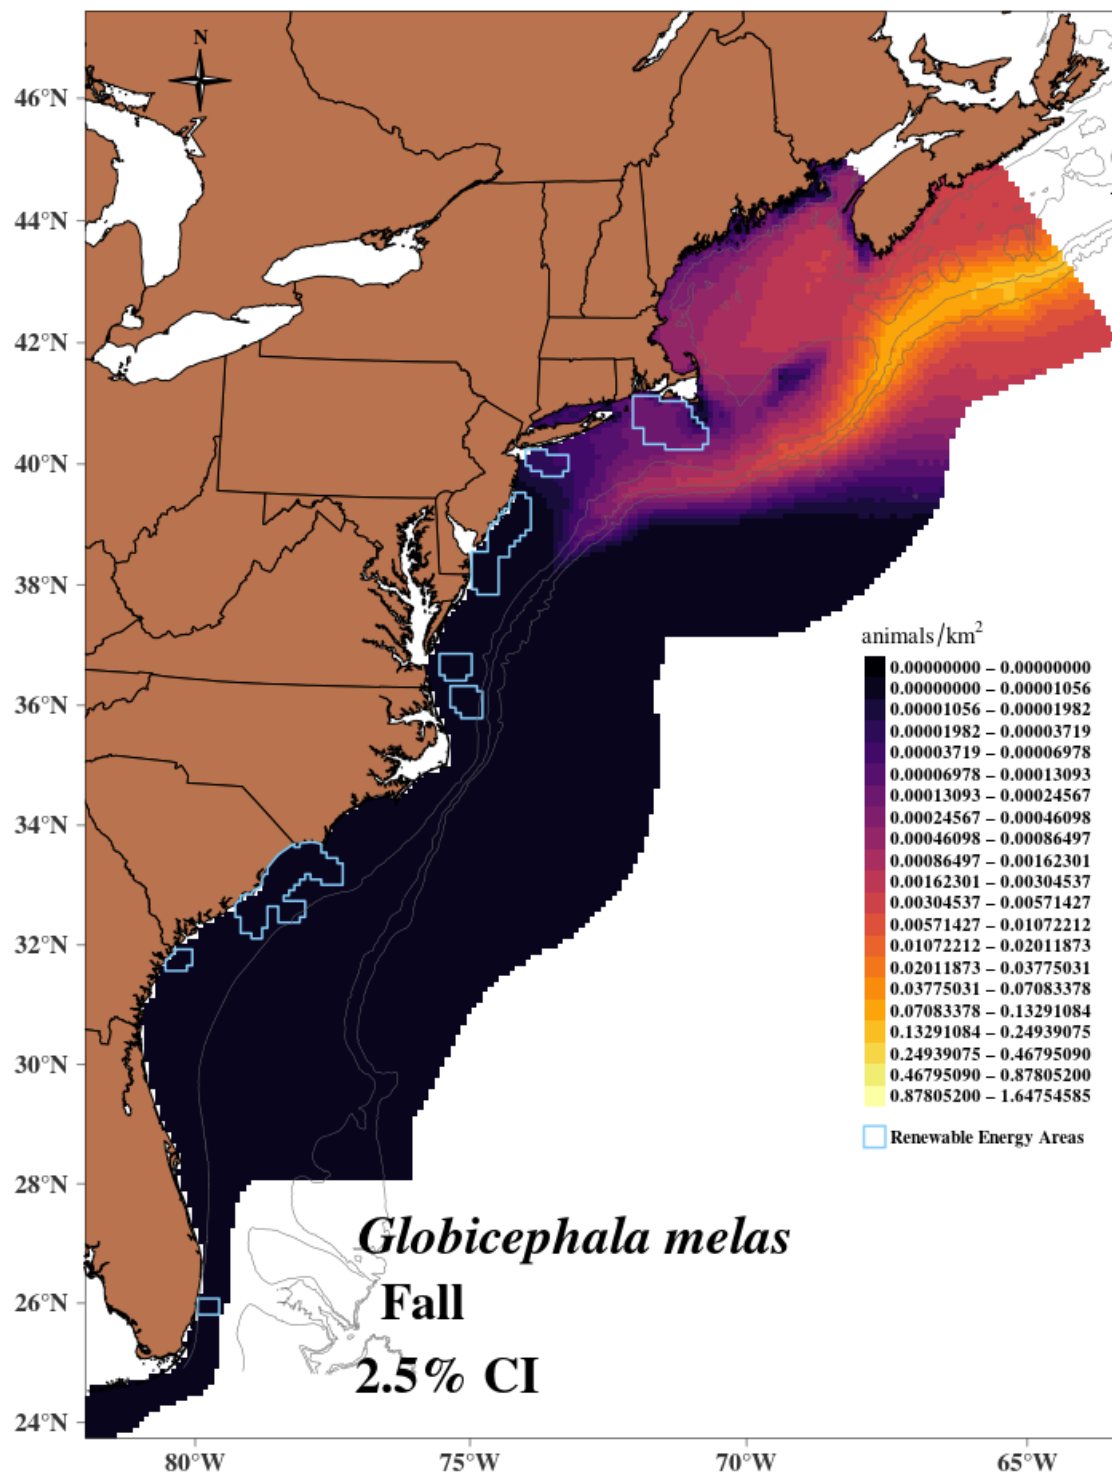 N
46°N
44°N
42°N
40°N
38°N
36°N
34°N
32°N
30°N
28°N
26°N
24°N
80°W
75°W
70°W
65°W
animals/km²
0.00000000 – 0.00000000
0.00000000 – 0.00001056
0.00001056 – 0.00001982
0.00001982 – 0.00003719
0.00003719 – 0.00006978
0.00006978 – 0.00013093
0.00013093 – 0.00024567
0.00024567 – 0.00046098
0.00046098 – 0.00086497
0.00086497 – 0.00162301
0.00162301 – 0.00304537
0.00304537 – 0.00571427
0.00571427 – 0.01072212
0.01072212 – 0.02011873
0.02011873 – 0.03775031
0.03775031 – 0.07083378
0.07083378 – 0.13291084
0.13291084 – 0.24939075
0.24939075 – 0.46795090
0.46795090 – 0.87805200
0.87805200 – 1.64754585
Renewable Energy Areas
Globicephala melas
Fall
2.5% CI